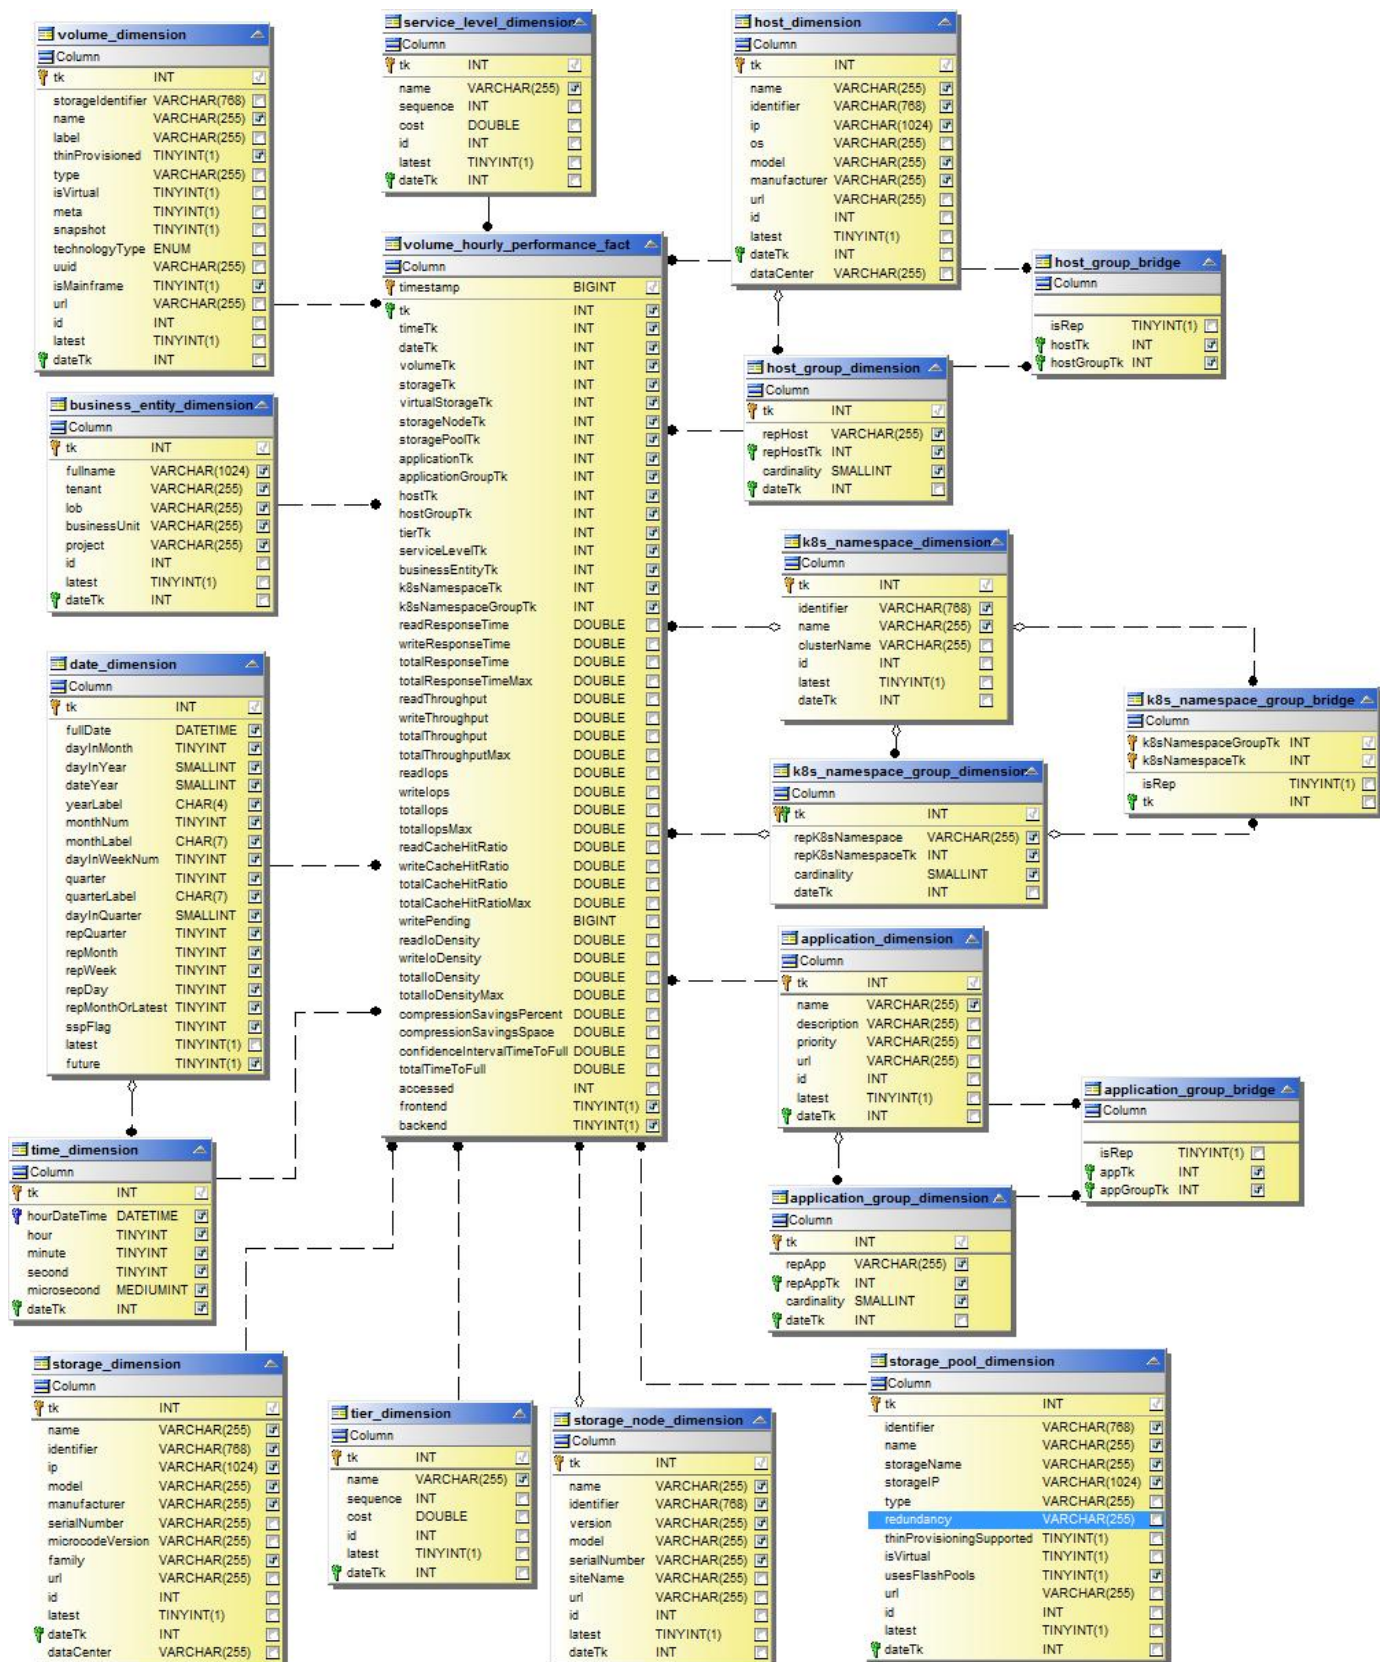 volume_dimension
Column
tk INT
storageIdentifier VARCHAR(768)
name VARCHAR(255)
label VARCHAR(255)
thinProvisioned TINYINT(1)
type VARCHAR(255)
isVirtual TINYINT(1)
meta TINYINT(1)
snapshot TINYINT(1)
technologyType ENUM
uuid VARCHAR(255)
isMainframe TINYINT(1)
url VARCHAR(255)
id INT
latest TINYINT(1)
dateTk INT
service_level_dimension
Column
tk INT
name VARCHAR(255)
sequence INT
cost DOUBLE
id INT
latest TINYINT(1)
dateTk INT
host_dimension
Column
tk INT
name VARCHAR(255)
identifier VARCHAR(768)
ip VARCHAR(1024)
os VARCHAR(255)
model VARCHAR(255)
manufacturer VARCHAR(255)
url VARCHAR(255)
id INT
latest TINYINT(1)
dateTk INT
dataCenter VARCHAR(255)
host_group_bridge
Column
isRep TINYINT(1)
hostTk INT
hostGroupTk INT
volume_hourly_performance_fact
Column
timestamp BIGINT
tk INT
timeTk INT
dateTk INT
volumeTk INT
storageTk INT
virtualStorageTk INT
storageNodeTk INT
storagePoolTk INT
applicationTk INT
applicationGroupTk INT
hostTk INT
hostGroupTk INT
tierTk INT
serviceLevelTk INT
businessEntityTk INT
k8sNamespaceTk INT
k8sNamespaceGroupTk INT
readResponseTime DOUBLE
writeResponseTime DOUBLE
totalResponseTime DOUBLE
totalResponseTimeMax DOUBLE
readThroughput DOUBLE
writeThroughput DOUBLE
totalThroughput DOUBLE
totalThroughputMax DOUBLE
readIops DOUBLE
writeIops DOUBLE
totalIops DOUBLE
totalIopsMax DOUBLE
readCacheHitRatio DOUBLE
writeCacheHitRatio DOUBLE
totalCacheHitRatio DOUBLE
totalCacheHitRatioMax DOUBLE
writePending BIGINT
readIoDensity DOUBLE
writeIoDensity DOUBLE
totalIoDensity DOUBLE
totalIoDensityMax DOUBLE
compressionSavingsPercent DOUBLE
compressionSavingsSpace DOUBLE
confidenceIntervalTimeToFull DOUBLE
totalTimeToFull DOUBLE
accessed INT
frontend TINYINT(1)
backend TINYINT(1)
host_group_dimension
Column
tk INT
repHost VARCHAR(255)
repHostTk INT
cardinality SMALLINT
dateTk INT
business_entity_dimension
Column
tk INT
fullname VARCHAR(1024)
tenant VARCHAR(255)
lob VARCHAR(255)
businessUnit VARCHAR(255)
project VARCHAR(255)
id INT
latest TINYINT(1)
dateTk INT
k8s_namespace_dimension
Column
tk INT
identifier VARCHAR(768)
name VARCHAR(255)
clusterName VARCHAR(255)
id INT
latest TINYINT(1)
dateTk INT
k8s_namespace_group_bridge
Column
k8sNamespaceGroupTk INT
k8sNamespaceTk INT
isRep TINYINT(1)
tk INT
date_dimension
Column
tk INT
fullDate DATETIME
dayInMonth TINYINT
dayInYear SMALLINT
dateYear SMALLINT
yearLabel CHAR(4)
monthNum TINYINT
monthLabel CHAR(7)
dayInWeekNum TINYINT
quarter TINYINT
quarterLabel CHAR(7)
dayInQuarter SMALLINT
repQuarter TINYINT
repMonth TINYINT
repWeek TINYINT
repDay TINYINT
repMonthOrLatest TINYINT
sspFlag TINYINT
latest TINYINT(1)
future TINYINT(1)
k8s_namespace_group_dimension
Column
tk INT
repK8sNamespace VARCHAR(255)
repK8sNamespaceTk INT
cardinality SMALLINT
dateTk INT
application_dimension
Column
tk INT
name VARCHAR(255)
description VARCHAR(255)
priority VARCHAR(255)
url VARCHAR(255)
id INT
latest TINYINT(1)
dateTk INT
application_group_bridge
Column
isRep TINYINT(1)
appTk INT
appGroupTk INT
time_dimension
Column
tk INT
hourDateTime DATETIME
hour TINYINT
minute TINYINT
second TINYINT
microsecond MEDIUMINT
dateTk INT
application_group_dimension
Column
tk INT
repApp VARCHAR(255)
repAppTk INT
cardinality SMALLINT
dateTk INT
storage_dimension
Column
tk INT
name VARCHAR(255)
identifier VARCHAR(768)
ip VARCHAR(1024)
model VARCHAR(255)
manufacturer VARCHAR(255)
serialNumber VARCHAR(255)
microcodeVersion VARCHAR(255)
family VARCHAR(255)
url VARCHAR(255)
id INT
latest TINYINT(1)
dateTk INT
dataCenter VARCHAR(255)
tier_dimension
Column
tk INT
name VARCHAR(255)
sequence INT
cost DOUBLE
id INT
latest TINYINT(1)
dateTk INT
storage_node_dimension
Column
tk INT
name VARCHAR(255)
identifier VARCHAR(768)
version VARCHAR(255)
model VARCHAR(255)
serialNumber VARCHAR(255)
siteName VARCHAR(255)
url VARCHAR(255)
id INT
latest TINYINT(1)
dateTk INT
storage_pool_dimension
Column
tk INT
identifier VARCHAR(768)
name VARCHAR(255)
storageName VARCHAR(255)
storageIP VARCHAR(1024)
type VARCHAR(255)
redundancy VARCHAR(255)
thinProvisioningSupported TINYINT(1)
isVirtual TINYINT(1)
usesFlashPools TINYINT(1)
url VARCHAR(255)
id INT
latest TINYINT(1)
dateTk INT